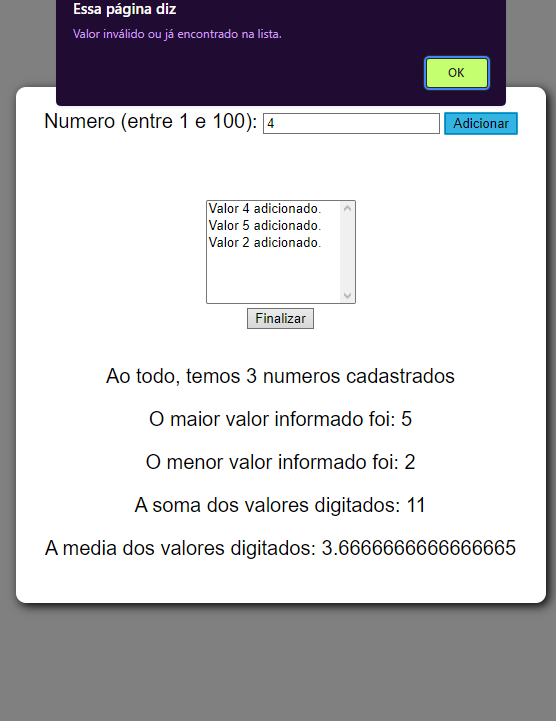 Essa página diz
Valor inválido ou já encontrado na lista.
OK
Numero (entre 1 e 100): 4 Adicionar
Valor 4 adicionado.
Valor 5 adicionado.
Valor 2 adicionado.
Finalizar
Ao todo, temos 3 numeros cadastrados
O maior valor informado foi: 5
O menor valor informado foi: 2
A soma dos valores digitados: 11
A media dos valores digitados: 3.6666666666666665